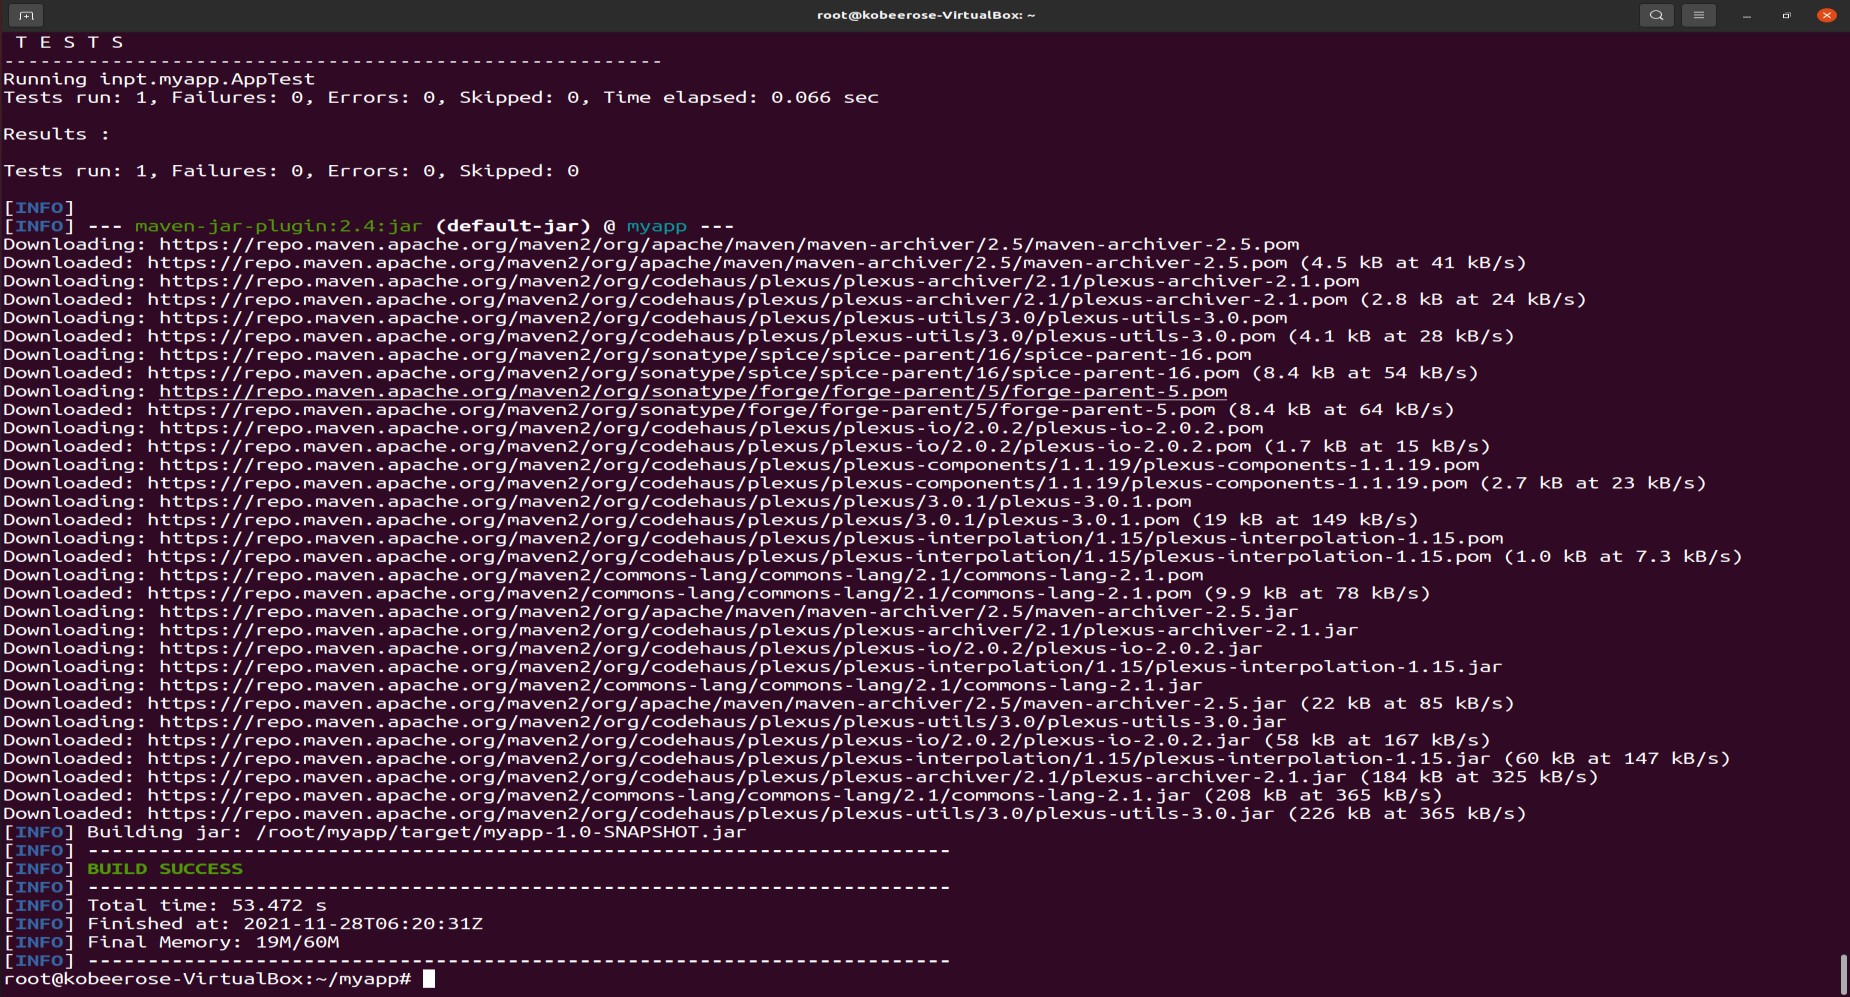 root@kobeerose-VirtualBox: ~
T E S T S
-------------------------------------------------------
Running inpt.myapp.AppTest
Tests run: 1, Failures: 0, Errors: 0, Skipped: 0, Time elapsed: 0.066 sec
Results :
Tests run: 1, Failures: 0, Errors: 0, Skipped: 0
[INFO]
[INFO] --- maven-jar-plugin:2.4:jar (default-jar) @ myapp ---
Downloading: https://repo.maven.apache.org/maven2/org/apache/maven/maven-archiver/2.5/maven-archiver-2.5.pom
Downloaded: https://repo.maven.apache.org/maven2/org/apache/maven/maven-archiver/2.5/maven-archiver-2.5.pom (4.5 kB at 41 kB/s)
Downloading: https://repo.maven.apache.org/maven2/org/codehaus/plexus/plexus-archiver/2.1/plexus-archiver-2.1.pom
Downloaded: https://repo.maven.apache.org/maven2/org/codehaus/plexus/plexus-archiver/2.1/plexus-archiver-2.1.pom (2.8 kB at 24 kB/s)
Downloading: https://repo.maven.apache.org/maven2/org/codehaus/plexus/plexus-utils/3.0/plexus-utils-3.0.pom
Downloaded: https://repo.maven.apache.org/maven2/org/codehaus/plexus/plexus-utils/3.0/plexus-utils-3.0.pom (4.1 kB at 28 kB/s)
Downloading: https://repo.maven.apache.org/maven2/org/sonatype/spice/spice-parent/16/spice-parent-16.pom
Downloaded: https://repo.maven.apache.org/maven2/org/sonatype/spice/spice-parent/16/spice-parent-16.pom (8.4 kB at 54 kB/s)
Downloading: https://repo.maven.apache.org/maven2/org/sonatype/forge/forge-parent/5/forge-parent-5.pom
Downloaded: https://repo.maven.apache.org/maven2/org/sonatype/forge/forge-parent/5/forge-parent-5.pom (8.4 kB at 64 kB/s)
Downloading: https://repo.maven.apache.org/maven2/org/codehaus/plexus/plexus-io/2.0.2/plexus-io-2.0.2.pom
Downloaded: https://repo.maven.apache.org/maven2/org/codehaus/plexus/plexus-io/2.0.2/plexus-io-2.0.2.pom (1.7 kB at 15 kB/s)
Downloading: https://repo.maven.apache.org/maven2/org/codehaus/plexus/plexus-components/1.1.19/plexus-components-1.1.19.pom
Downloaded: https://repo.maven.apache.org/maven2/org/codehaus/plexus/plexus-components/1.1.19/plexus-components-1.1.19.pom (2.7 kB at 23 kB/s)
Downloading: https://repo.maven.apache.org/maven2/org/codehaus/plexus/plexus/3.0.1/plexus-3.0.1.pom
Downloaded: https://repo.maven.apache.org/maven2/org/codehaus/plexus/plexus/3.0.1/plexus-3.0.1.pom (19 kB at 149 kB/s)
Downloading: https://repo.maven.apache.org/maven2/org/codehaus/plexus/plexus-interpolation/1.15/plexus-interpolation-1.15.pom
Downloaded: https://repo.maven.apache.org/maven2/org/codehaus/plexus/plexus-interpolation/1.15/plexus-interpolation-1.15.pom (1.0 kB at 7.3 kB/s)
Downloading: https://repo.maven.apache.org/maven2/commons-lang/commons-lang/2.1/commons-lang-2.1.pom
Downloaded: https://repo.maven.apache.org/maven2/commons-lang/commons-lang/2.1/commons-lang-2.1.pom (9.9 kB at 78 kB/s)
Downloading: https://repo.maven.apache.org/maven2/org/apache/maven/maven-archiver/2.5/maven-archiver-2.5.jar
Downloading: https://repo.maven.apache.org/maven2/org/codehaus/plexus/plexus-archiver/2.1/plexus-archiver-2.1.jar
Downloading: https://repo.maven.apache.org/maven2/org/codehaus/plexus/plexus-io/2.0.2/plexus-io-2.0.2.jar
Downloading: https://repo.maven.apache.org/maven2/org/codehaus/plexus/plexus-interpolation/1.15/plexus-interpolation-1.15.jar
Downloading: https://repo.maven.apache.org/maven2/commons-lang/commons-lang/2.1/commons-lang-2.1.jar
Downloaded: https://repo.maven.apache.org/maven2/org/apache/maven/maven-archiver/2.5/maven-archiver-2.5.jar (22 kB at 85 kB/s)
Downloading: https://repo.maven.apache.org/maven2/org/codehaus/plexus/plexus-utils/3.0/plexus-utils-3.0.jar
Downloaded: https://repo.maven.apache.org/maven2/org/codehaus/plexus/plexus-io/2.0.2/plexus-io-2.0.2.jar (58 kB at 167 kB/s)
Downloaded: https://repo.maven.apache.org/maven2/org/codehaus/plexus/plexus-interpolation/1.15/plexus-interpolation-1.15.jar (60 kB at 147 kB/s)
Downloaded: https://repo.maven.apache.org/maven2/org/codehaus/plexus/plexus-archiver/2.1/plexus-archiver-2.1.jar (184 kB at 325 kB/s)
Downloaded: https://repo.maven.apache.org/maven2/commons-lang/commons-lang/2.1/commons-lang-2.1.jar (208 kB at 365 kB/s)
Downloaded: https://repo.maven.apache.org/maven2/org/codehaus/plexus/plexus-utils/3.0/plexus-utils-3.0.jar (226 kB at 365 kB/s)
[INFO] Building jar: /root/myapp/target/myapp-1.0-SNAPSHOT.jar
[INFO] ------------------------------------------------------------------------
[INFO] BUILD SUCCESS
[INFO] ------------------------------------------------------------------------
[INFO] Total time: 53.472 s
[INFO] Finished at: 2021-11-28T06:20:31Z
[INFO] Final Memory: 19M/60M
[INFO] ------------------------------------------------------------------------
root@kobeerose-VirtualBox:~/myapp#